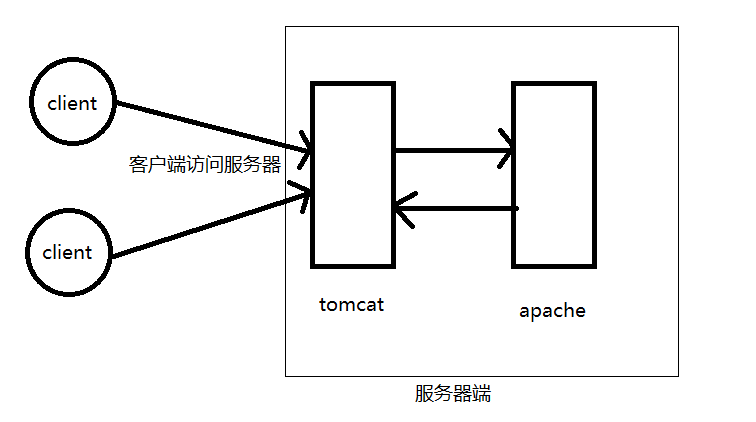 client
客户端访问服务器
client
tomcat
apache
服务器端